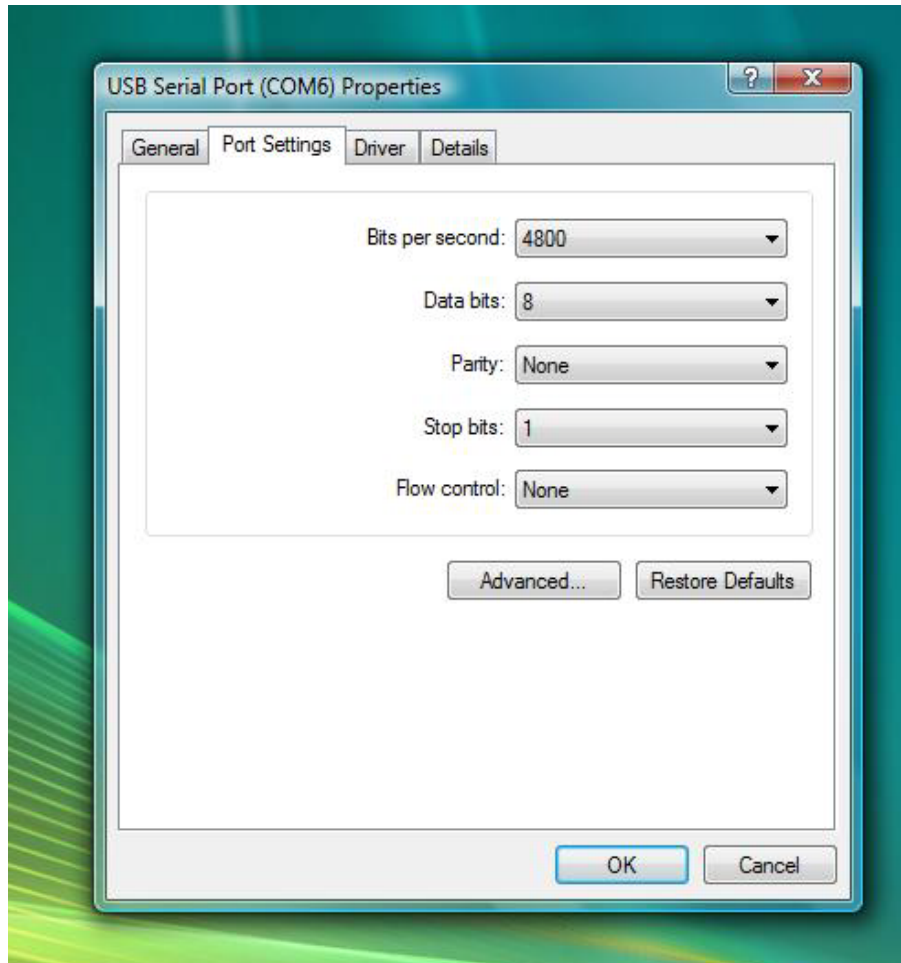 USB Serial Port (COM6) Properties
?
X
General Port Settings Driver Details
Bits per second: 4800
Data bits: 8
Parity: None
Stop bits: 1
Flow control: None
Advanced... Restore Defaults
OK Cancel